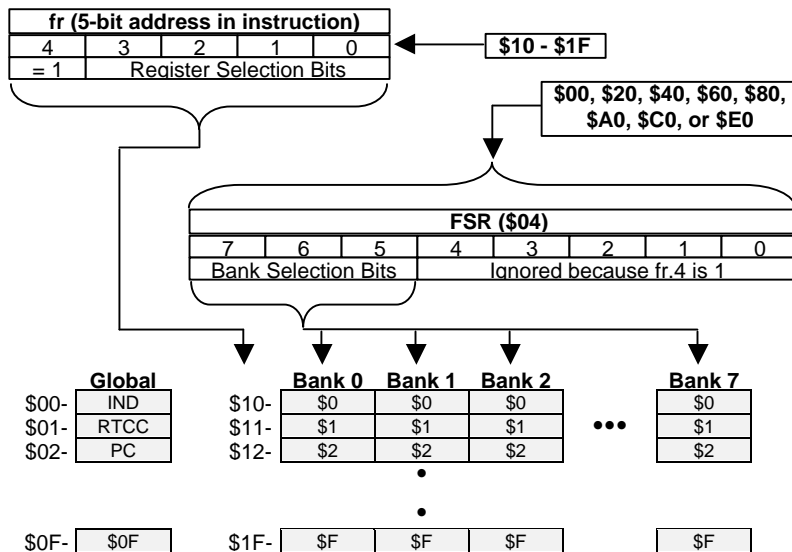 fr (5-bit address in instruction)
4 3 2 1 0
= 1 Register Selection Bits
$10 - $1F
$00, $20, $40, $60, $80,
$A0, $C0, or $E0
FSR ($04)
7 6 5 4 3 2 1 0
Bank Selection Bits Ignored because fr.4 is 1
Global Bank 0 Bank 1 Bank 2 Bank 7
$00- IND $10- $0 $0 $0 $0
$01- RTCC $11- $1 $1 $1 ••• $1
$02- PC $12- $2 $2 $2 $2
$0F- $0F $1F- $F $F $F $F